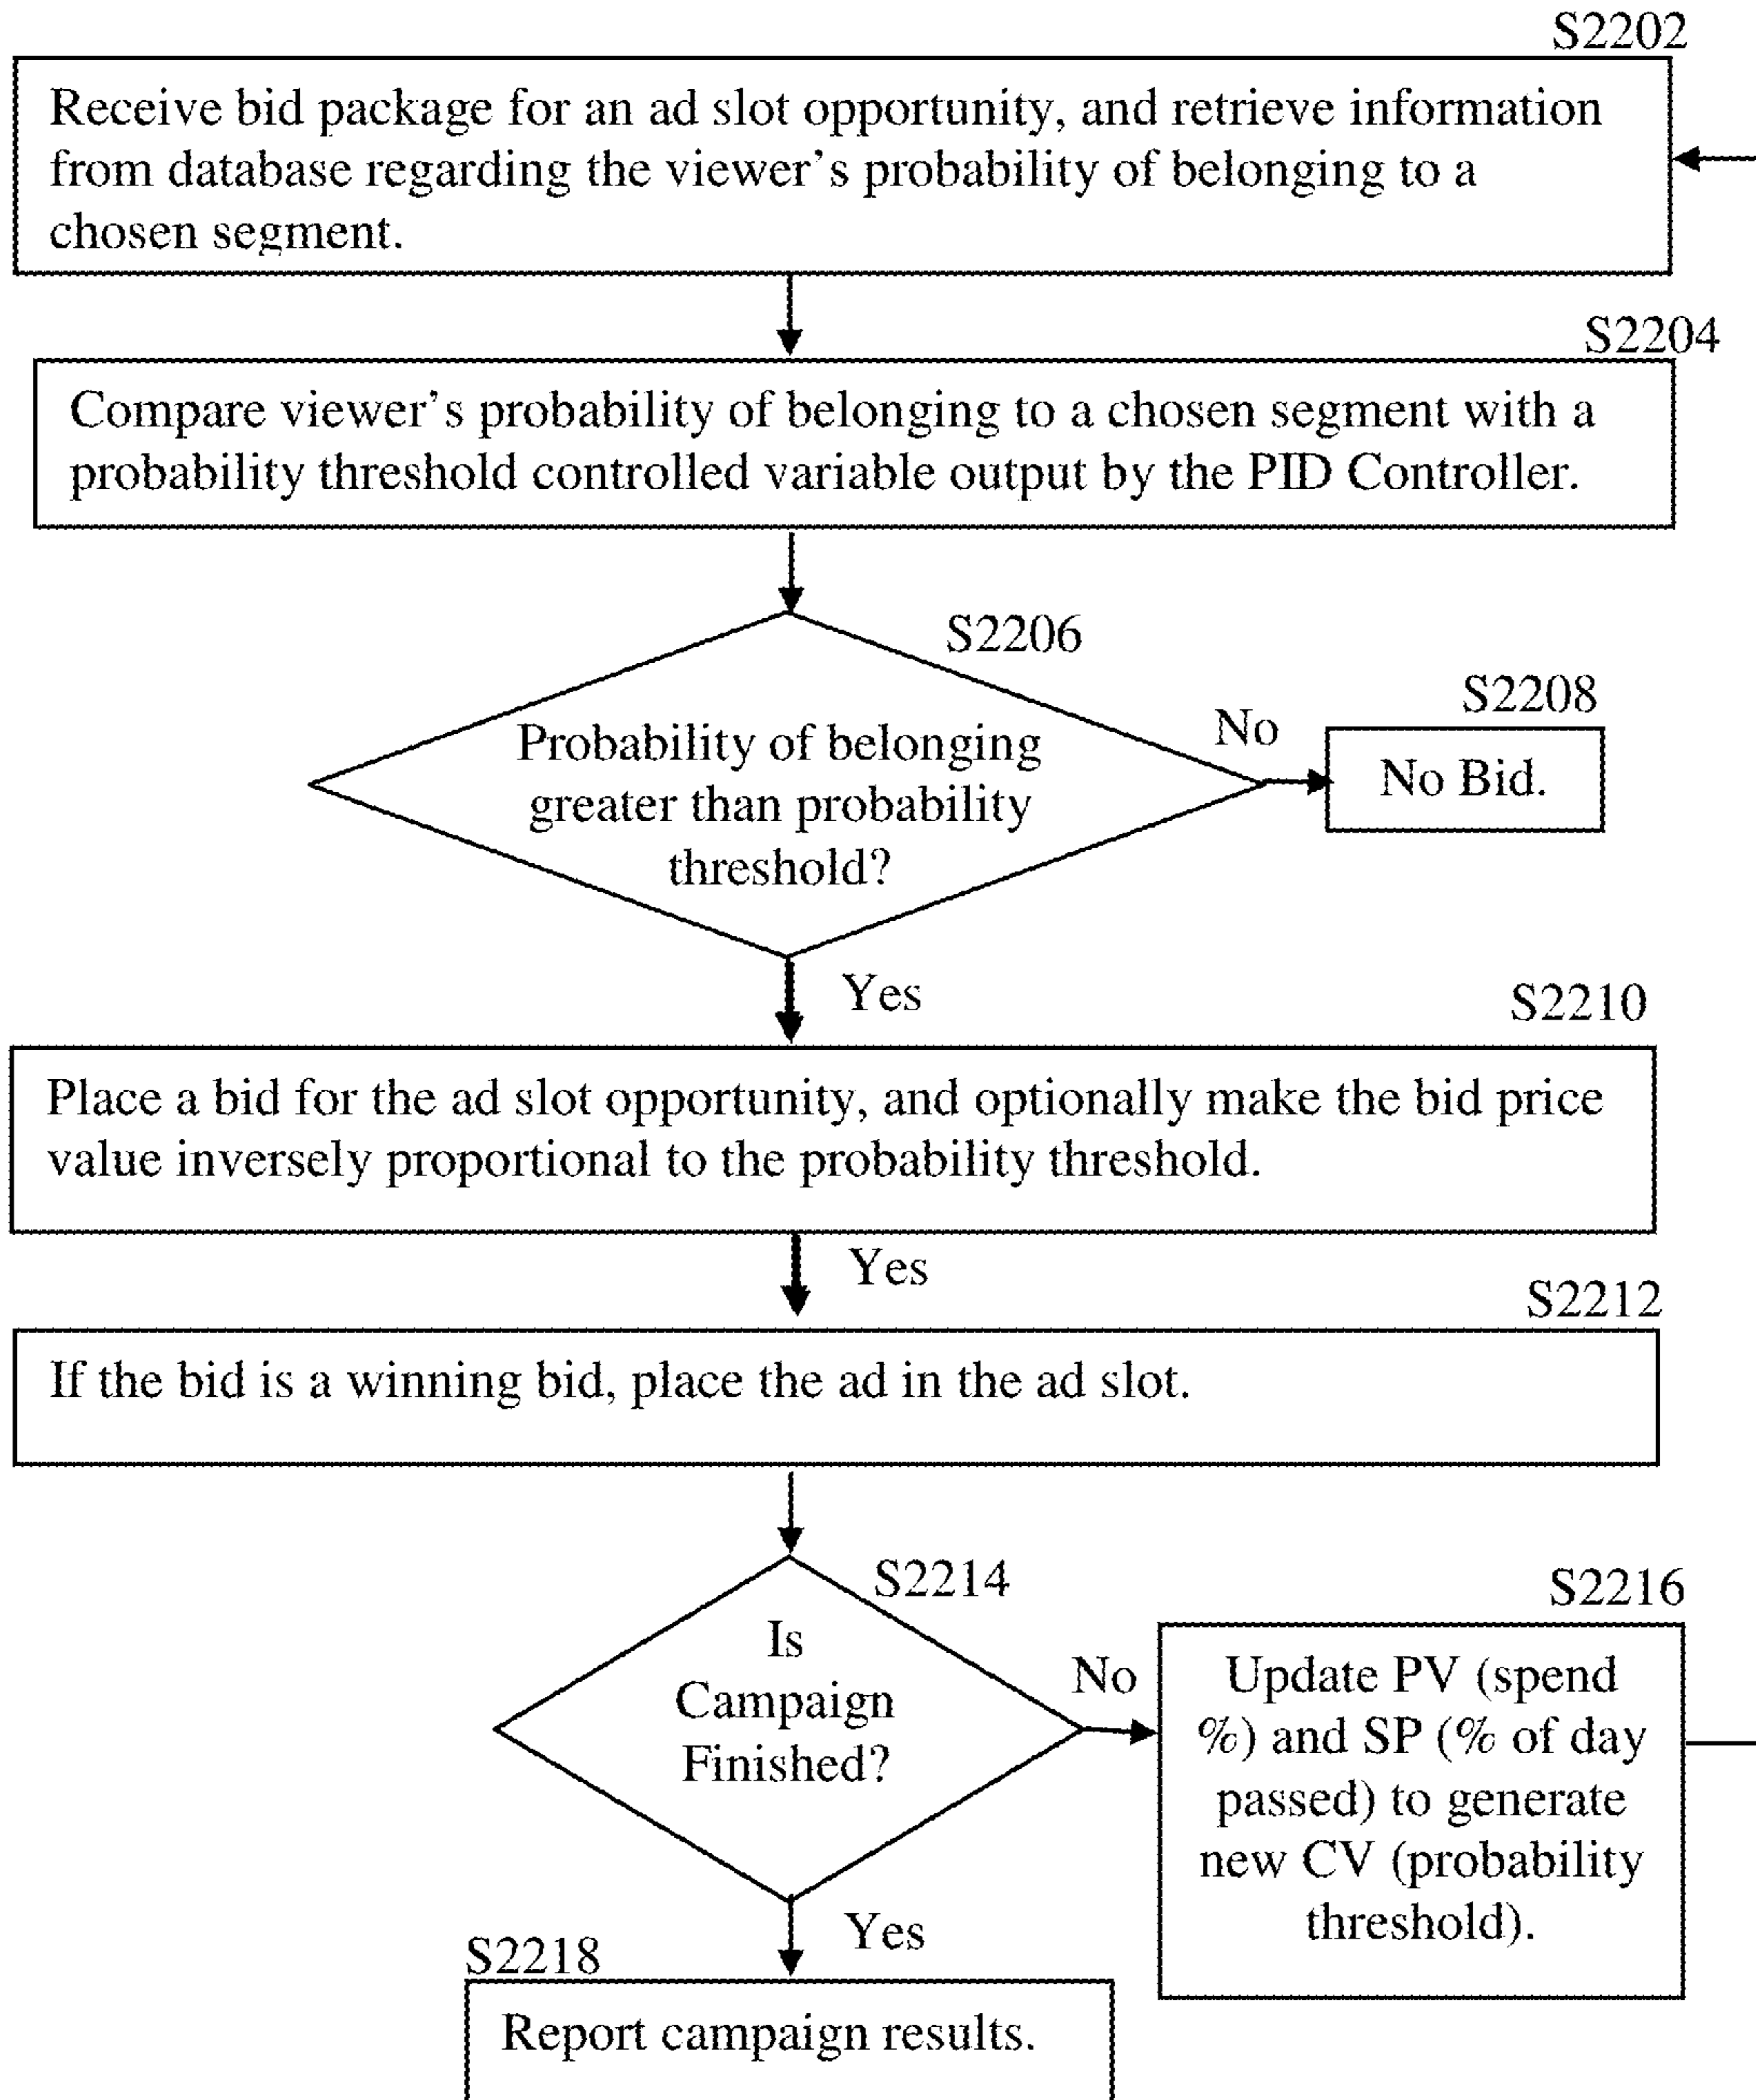 S2202
Receive bid package for an ad slot opportunity, and retrieve information
from database regarding the viewer's probability of belonging to a
chosen segment.
S2204
Compare viewer's probability of belonging to a chosen segment with a
probability threshold controlled variable output by the PID Controller.
S2206
Probability of belonging
greater than probability
threshold?
No
S2208
No Bid.
Yes
S2210
Place a bid for the ad slot opportunity, and optionally make the bid price
value inversely proportional to the probability threshold.
Yes
S2212
If the bid is a winning bid, place the ad in the ad slot.
S2214
Is
Campaign
Finished?
No
S2216
Update PV (spend
%) and SP (% of day
passed) to generate
new CV (probability
threshold).
Yes
S2218
Report campaign results.